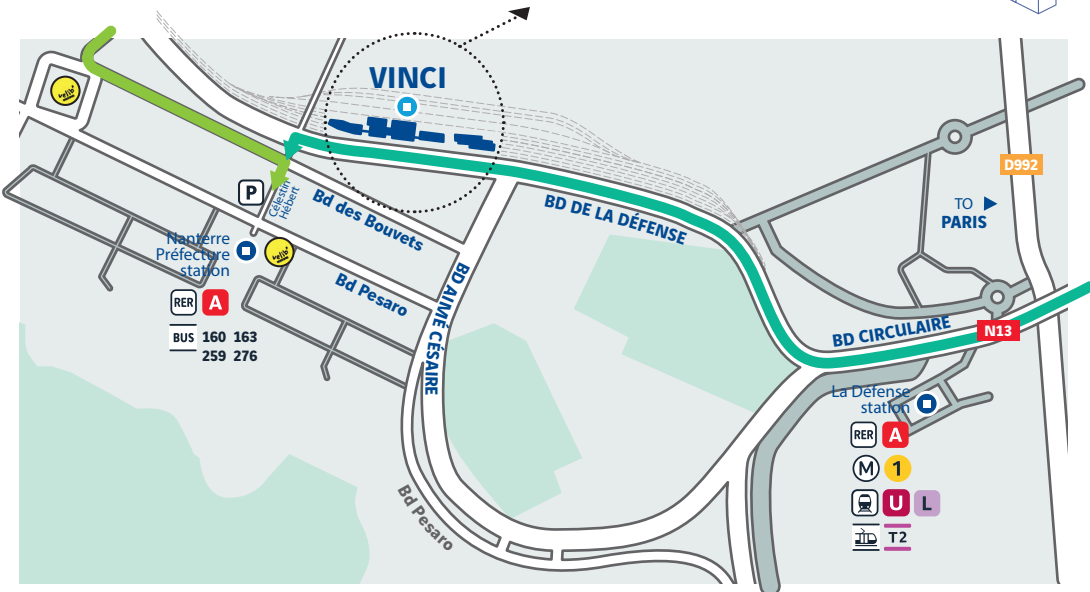 VINCI
vélib'
D992
TO
PARIS
P
Célestin
Hébert
Bd des Bouvets
BD DE LA DÉFENSE
Nanterre
Préfecture
station
vélib'
Bd Pesaro
BD AIMÉ CÉSAIRE
RER A
BUS 160 163
259 276
BD CIRCULAIRE
N13
La Défense
station
RER A
M 1
U L
T2
Bd Pesaro